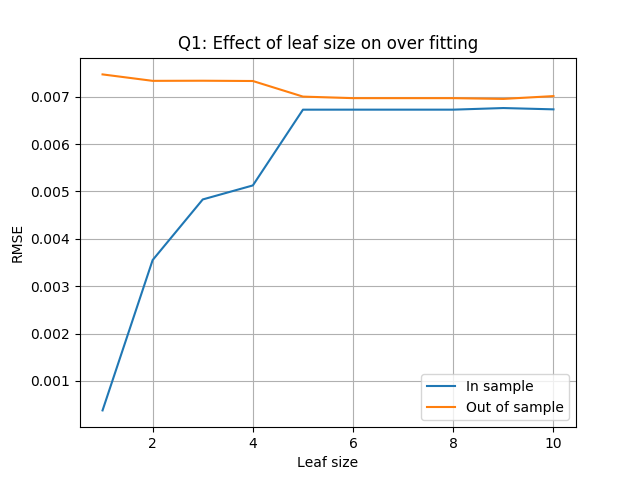 Q1: Effect of leaf size on over fitting
0.007
0.006
0.005
0.004
0.003
0.002
0.001
RMSE
In sample
Out of sample
2 4 6 8 10
Leaf size